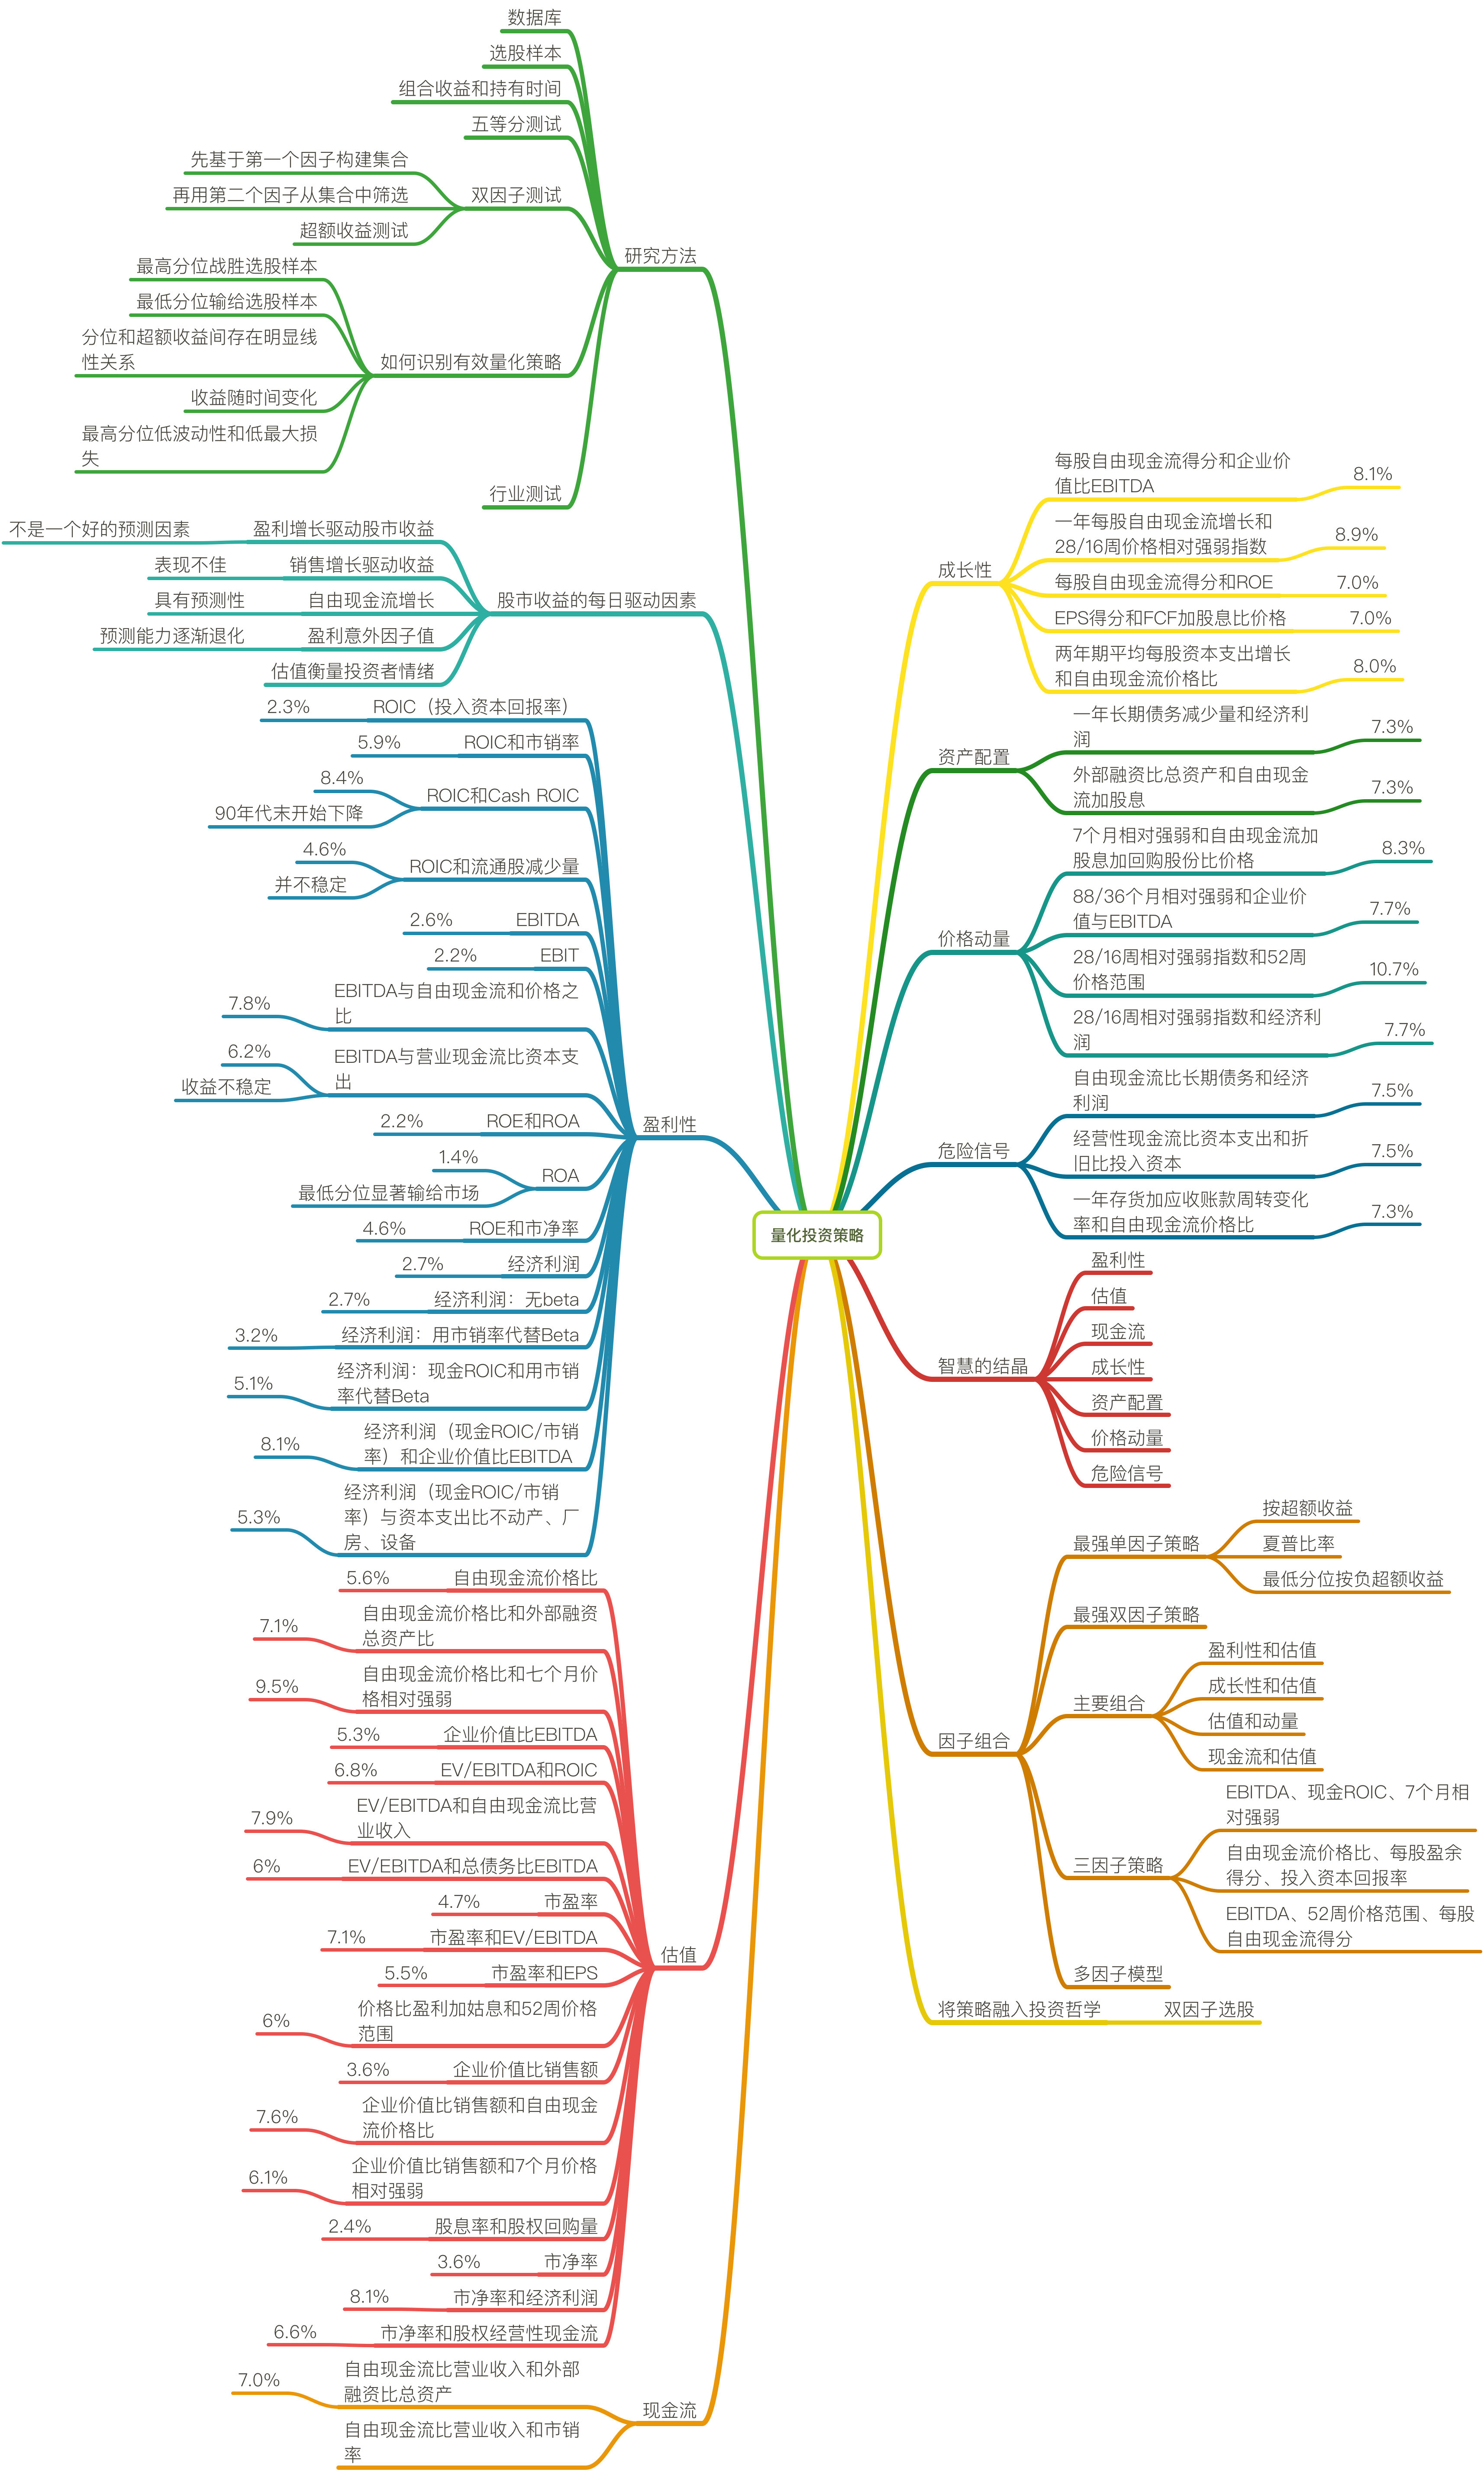 量化投资策略
研究方法
数据库
选股样本
组合收益和持有时间
五等分测试
双因子测试
先基于第一个因子构建集合
再用第二个因子从集合中筛选
超额收益测试
如何识别有效量化策略
最高分位战胜选股样本
最低分位输给选股样本
分位和超额收益间存在明显线
性关系
收益随时间变化
最高分位低波动性和低最大损
失
行业测试
股市收益的每日驱动因素
盈利增长驱动股市收益
不是一个好的预测因素
销售增长驱动收益
表现不佳
自由现金流增长
具有预测性
盈利意外因子值
预测能力逐渐退化
估值衡量投资者情绪
盈利性
ROIC（投入资本回报率）
2.3%
ROIC和市销率
5.9%
ROIC和Cash ROIC
8.4%
90年代末开始下降
ROIC和流通股减少量
4.6%
并不稳定
EBITDA
2.6%
EBIT
2.2%
EBITDA与自由现金流和价格之
比
7.8%
EBITDA与营业现金流比资本支
出
6.2%
收益不稳定
ROE和ROA
2.2%
ROA
1.4%
最低分位显著输给市场
ROE和市净率
4.6%
经济利润
2.7%
经济利润：无beta
2.7%
经济利润：用市销率代替Beta
3.2%
经济利润：现金ROIC和用市销
率代替Beta
5.1%
经济利润（现金ROIC/市销
率）和企业价值比EBITDA
8.1%
经济利润（现金ROIC/市销
率）与资本支出比不动产、厂
房、设备
5.3%
估值
自由现金流价格比
5.6%
自由现金流价格比和外部融资
总资产比
7.1%
自由现金流价格比和七个月价
格相对强弱
9.5%
企业价值比EBITDA
5.3%
EV/EBITDA和ROIC
6.8%
EV/EBITDA和自由现金流比营
业收入
7.9%
EV/EBITDA和总债务比EBITDA
6%
市盈率
4.7%
市盈率和EV/EBITDA
7.1%
市盈率和EPS
5.5%
价格比盈利加姑息和52周价格
范围
6%
企业价值比销售额
3.6%
企业价值比销售额和自由现金
流价格比
7.6%
企业价值比销售额和7个月价格
相对强弱
6.1%
股息率和股权回购量
2.4%
市净率
3.6%
市净率和经济利润
8.1%
市净率和股权经营性现金流
6.6%
现金流
自由现金流比营业收入和外部
融资比总资产
7.0%
自由现金流比营业收入和市销
率
成长性
每股自由现金流得分和企业价
值比EBITDA
8.1%
一年每股自由现金流增长和
28/16周价格相对强弱指数
8.9%
每股自由现金流得分和ROE
7.0%
EPS得分和FCF加股息比价格
7.0%
两年期平均每股资本支出增长
和自由现金流价格比
8.0%
资产配置
一年长期债务减少量和经济利
润
7.3%
外部融资比总资产和自由现金
流加股息
7.3%
价格动量
7个月相对强弱和自由现金流加
股息加回购股份比价格
8.3%
88/36个月相对强弱和企业价
值与EBITDA
7.7%
28/16周相对强弱指数和52周
价格范围
10.7%
28/16周相对强弱指数和经济利
润
7.7%
危险信号
自由现金流比长期债务和经济
利润
7.5%
经营性现金流比资本支出和折
旧比投入资本
7.5%
一年存货加应收账款周转变化
率和自由现金流价格比
7.3%
智慧的结晶
盈利性
估值
现金流
成长性
资产配置
价格动量
危险信号
因子组合
最强单因子策略
按超额收益
夏普比率
最低分位按负超额收益
最强双因子策略
主要组合
盈利性和估值
成长性和估值
估值和动量
现金流和估值
三因子策略
EBITDA、现金ROIC、7个月相
对强弱
自由现金流价格比、每股盈余
得分、投入资本回报率
EBITDA、52周价格范围、每股
自由现金流得分
多因子模型
将策略融入投资哲学
双因子选股